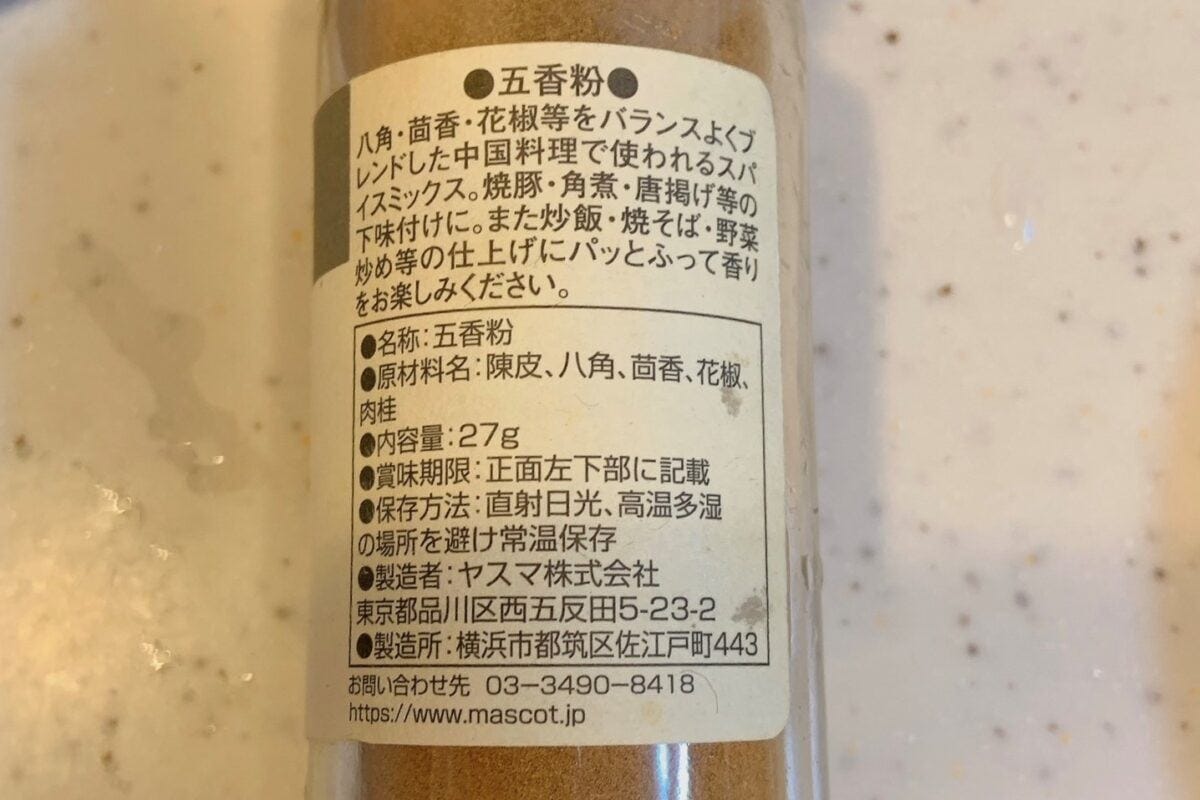 ●五香粉●
八角・茴香・花椒等をバランスよくブ
レンドした中国料理で使われるスパ
イスミックス。焼豚・角煮・唐揚げ等の
下味付けに。また炒飯・焼そば・野菜
炒め等の仕上げにパッとふって香り
をお楽しみください。
●名称:五香粉
●原材料名:陳皮、八角、茴香、花椒、
肉桂
●内容量:27g
●賞味期限:正面左下部に記載
●保存方法:直射日光、高温多湿
の場所を避け常温保存
●製造者:ヤスマ株式会社
東京都品川区西五反田5-23-2
●製造所:横浜市都筑区佐江戸町443
お問い合わせ先 03-3490-8418
https://www.mascot.jp